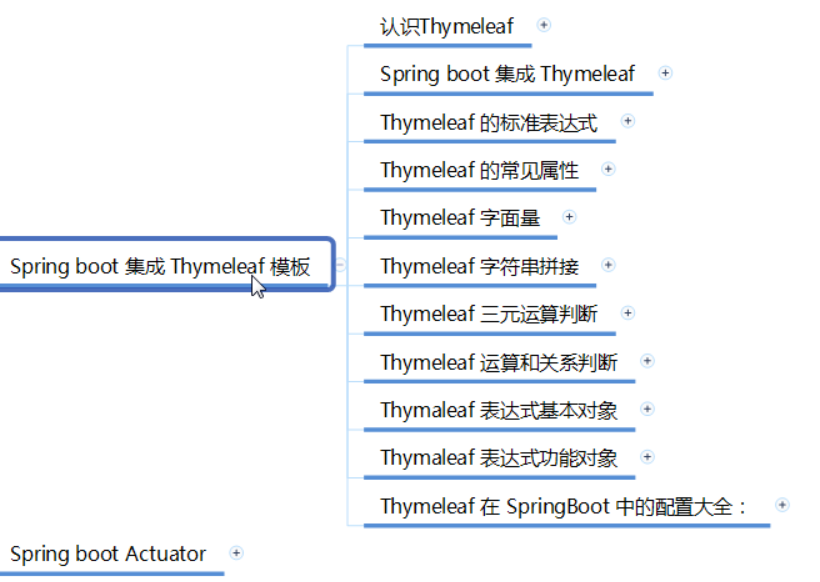 认识Thymeleaf
Spring boot 集成 Thymeleaf
Thymeleaf 的标准表达式
Thymeleaf 的常见属性
Thymeleaf 字面量
Spring boot 集成 Thymeleaf 模板
Thymeleaf 字符串拼接
Thymeleaf 三元运算判断
Thymeleaf 运算和关系判断
Thymaleaf 表达式基本对象
Thymaleaf 表达式功能对象
Thymeleaf 在 SpringBoot 中的配置大全：
Spring boot Actuator